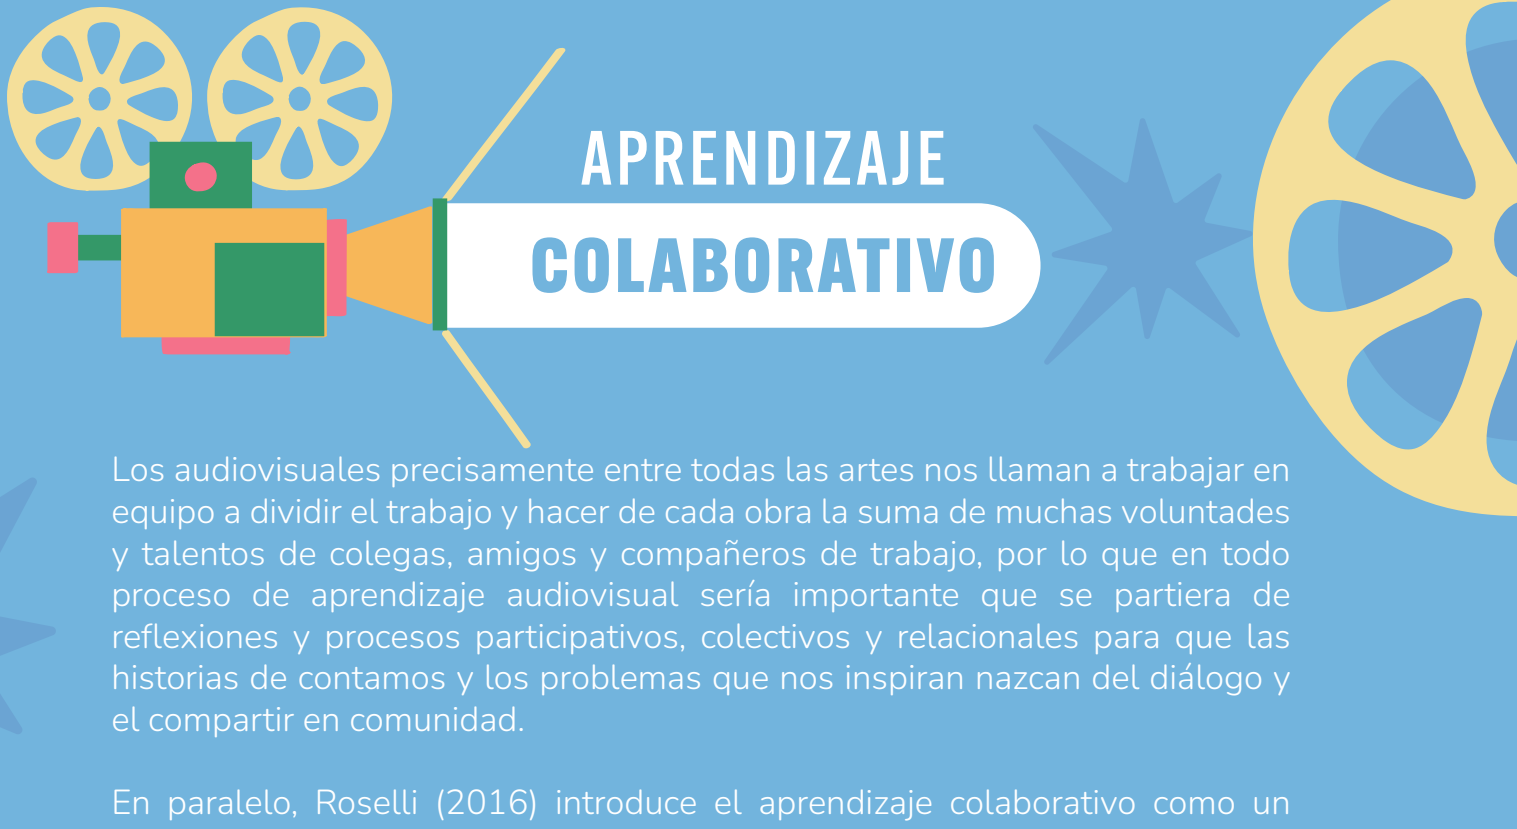 APRENDIZAJE
COLABORATIVO
Los audiovisuales precisamente entre todas las artes nos llaman a trabajar en
equipo a dividir el trabajo y hacer de cada obra la suma de muchas voluntades
y talentos de colegas, amigos y compañeros de trabajo, por lo que en todo
proceso de aprendizaje audiovisual sería importante que se partiera de
reflexiones y procesos participativos, colectivos y relacionales para que las
historias de contamos y los problemas que nos inspiran nazcan del diálogo y
el compartir en comunidad.
En paralelo, Roselli (2016) introduce el aprendizaje colaborativo como un